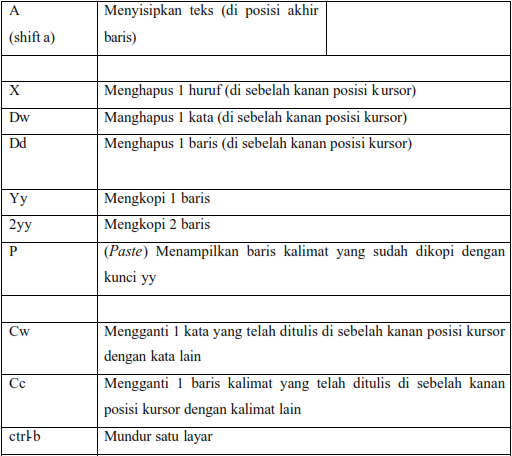 A Menyisipkan teks (di posisi akhir
(shift a) baris)
X Menghapus 1 huruf (di sebelah kanan posisi kursor)
Dw Manghapus 1 kata (di sebelah kanan posisi kursor)
Dd Menghapus 1 baris (di sebelah kanan posisi kursor)
Yy Mengkopi 1 baris
2yy Mengkopi 2 baris
P (Paste) Menampilkan baris kalimat yang sudah dikopi dengan
kunci yy
Cw Mengganti 1 kata yang telah ditulis di sebelah kanan posisi kursor
dengan kata lain
Cc Mengganti 1 baris kalimat yang telah ditulis di sebelah kanan
posisi kursor dengan kalimat lain
ctrl-b Mundur satu layar